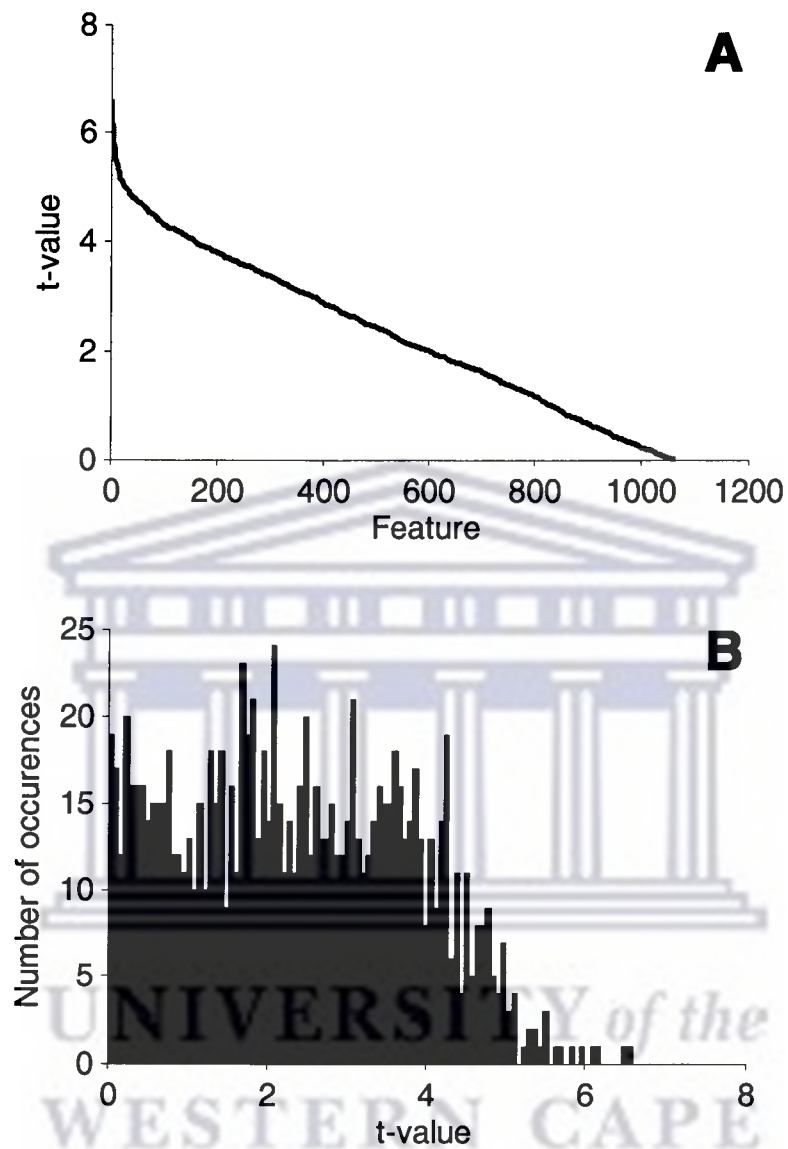 8
A
6
t-value
4
2
0
0 200 400 600 800 1000 1200
Feature
25
B
20
Number of occurences
15
10
5
0
0 2 4 6 8
t-value
UNIVERSITY of the
WESTERN CAPE